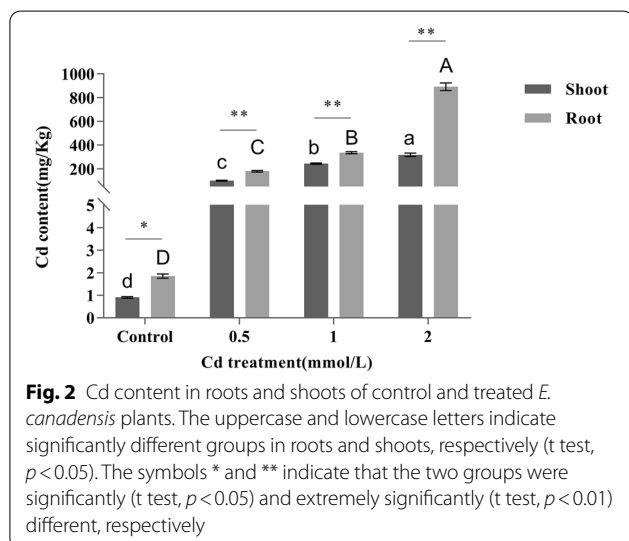 **
A
1000
800
600
400
200
Shoot
Root
**
**
C
c
B
b
a
Cd content(mg/Kg)
5
4
3
2
1
0
*
D
d
Control
0.5
1
2
Cd treatment(mmol/L)
Fig. 2 Cd content in roots and shoots of control and treated E.
canadensis plants. The uppercase and lowercase letters indicate
significantly different groups in roots and shoots, respectively (t test,
p < 0.05). The symbols * and ** indicate that the two groups were
significantly (t test, p < 0.05) and extremely significantly (t test, p < 0.01)
different, respectively